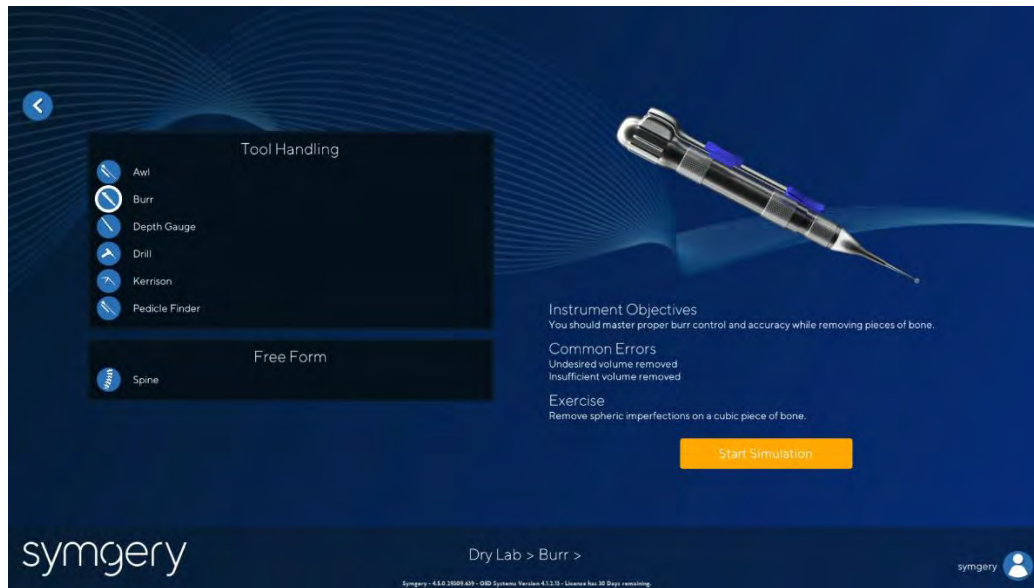 Tool Handling
Awl
Burr
Depth Gauge
Drill
Kerrison
Pedicle Finder
Free Form
Spine
Instrument Objectives
You should master proper burr control and accuracy while removing pieces of bone.
Common Errors
Undesired volume removed
Insufficient volume removed
Exercise
Remove spheric imperfections on a cubic piece of bone.
Start Simulation
symgery
Dry Lab > Burr >
symgery